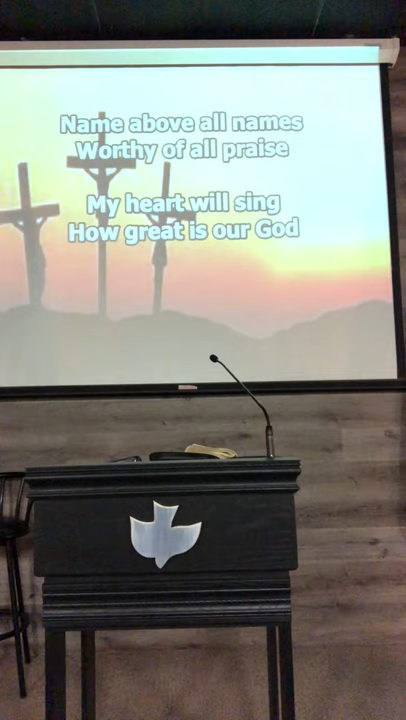 Name above all names
Worthy of all praise
My heart will sing
How great is our God